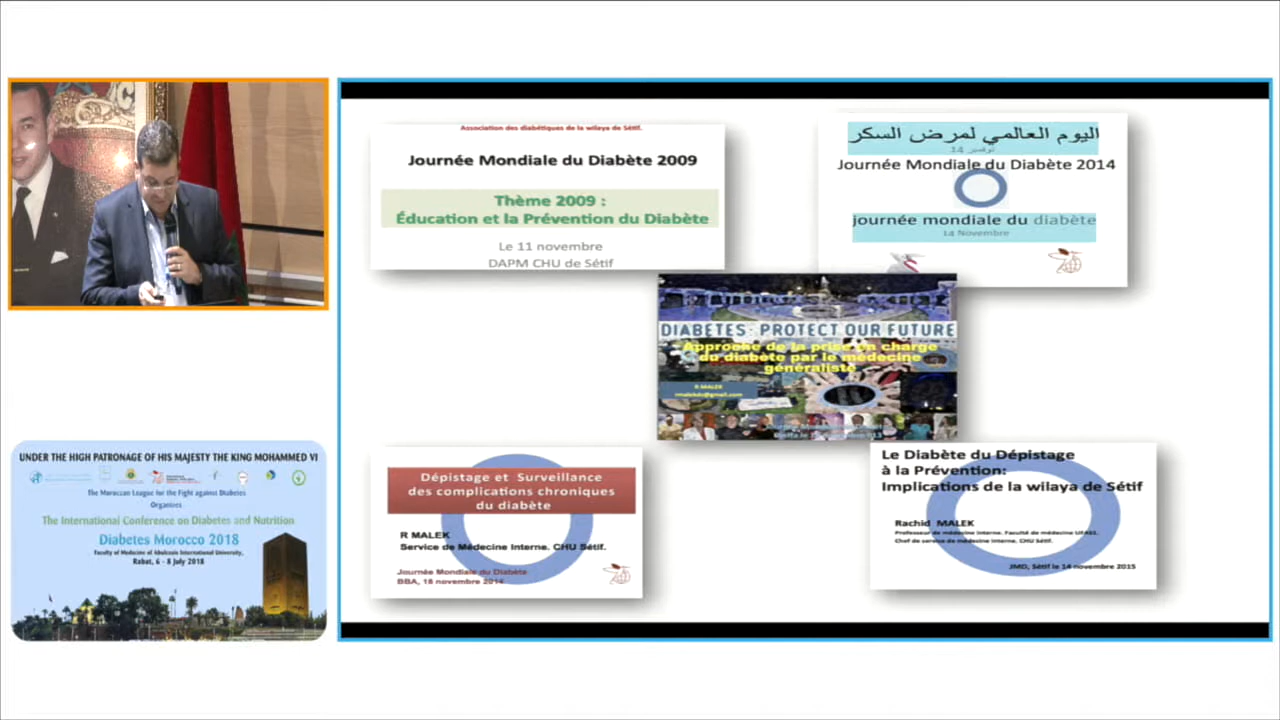 Association des diabétiques de la wilaya de Sétif.
Journée Mondiale du Diabète 2009
Thème 2009 :
Éducation et la Prévention du Diabète
Le 11 novembre
DAPM CHU de Sétif
اليوم العالمي لمرض السكر
14 نوفمبر
Journée Mondiale du Diabète 2014
journée mondiale du diabète
14 Novembre
DIABETES · PROTECT OUR FUTURE
Approche de la prise en charge
du diabète par le médecine
généraliste
R MALEK
rmalekdz@gmail.com
Dépistage et Surveillance
des complications chroniques
du diabète
R MALEK
Service de Médecine Interne. CHU Sétif.
Journée Mondiale du Diabète
BBA, 18 novembre 2014
Le Diabète du Dépistage
à la Prévention:
Implications de la wilaya de Sétif
Rachid MALEK
Professeur de médecine Interne. Faculté de médecine UFAS1.
Chef de service de médecine Interne. CHU Sétif.
JMD, Sétif le 14 novembre 2015
UNDER THE HIGH PATRONAGE OF HIS MAJESTY THE KING MOHAMMED VI
The Moroccan League for the Fight against Diabetes
Organizes
The International Conference on Diabetes and Nutrition
Diabetes Morocco 2018
Faculty of Medicine of Abulcasis International University,
Rabat, 6 - 8 July 2018